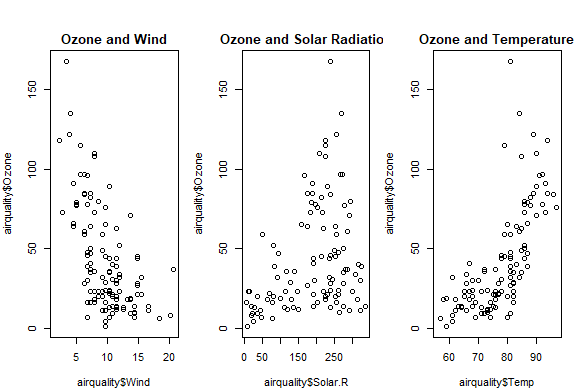 Ozone and Wind
airquality$Ozone
0 50 100 150
5 10 15 20
airquality$Wind
Ozone and Solar Radiatio
airquality$Ozone
0 50 100 150
0 50 150 250
airquality$Solar.R
Ozone and Temperature
airquality$Ozone
0 50 100 150
60 70 80 90
airquality$Temp